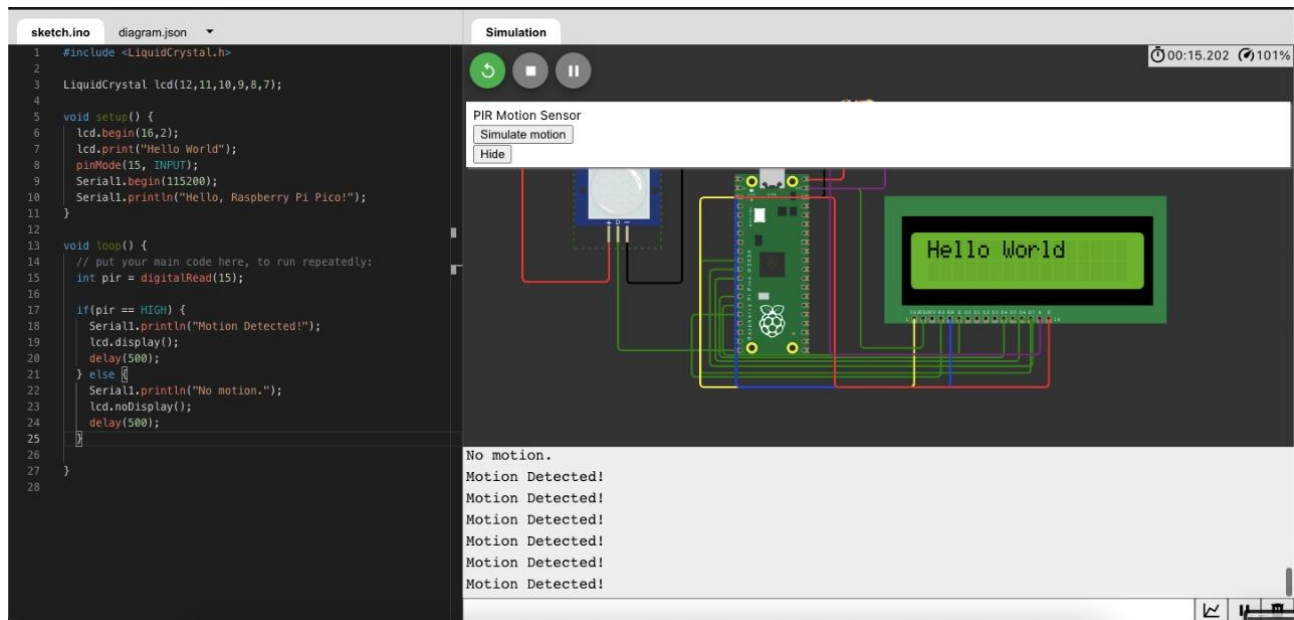 sketch.ino
diagram.json
1 #include <LiquidCrystal.h>
2
3 LiquidCrystal lcd(12,11,10,9,8,7);
4
5 void setup() {
6 lcd.begin(16,2);
7 lcd.print("Hello World");
8 pinMode(15, INPUT);
9 Serial1.begin(115200);
10 Serial1.println("Hello, Raspberry Pi Pico!");
11 }
12
13 void loop() {
14 // put your main code here, to run repeatedly:
15 int pir = digitalRead(15);
16
17 if(pir == HIGH) {
18 Serial1.println("Motion Detected!");
19 lcd.display();
20 delay(500);
21 } else {
22 Serial1.println("No motion.");
23 lcd.noDisplay();
24 delay(500);
25 }
26
27 }
28
Simulation
00:15.202 101%
PIR Motion Sensor
Simulate motion
Hide
+ D -
Raspberry Pi Pico ©2020
Hello World
No motion.
Motion Detected!
Motion Detected!
Motion Detected!
Motion Detected!
Motion Detected!
Motion Detected!